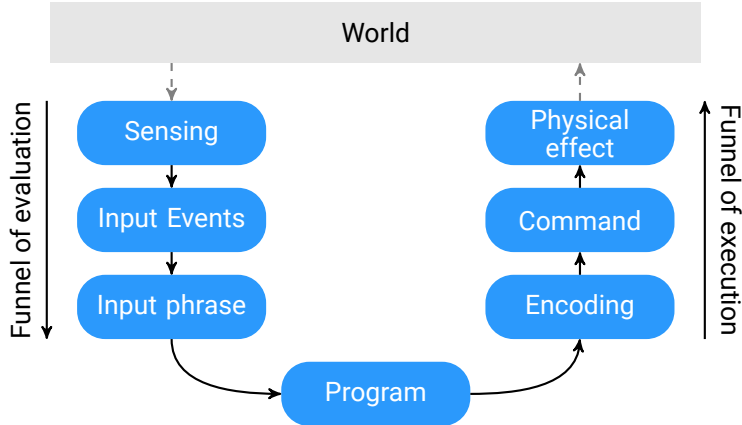 World
Funnel of evaluation
Sensing
Input Events
Input phrase
Program
Physical
effect
Command
Encoding
Funnel of execution